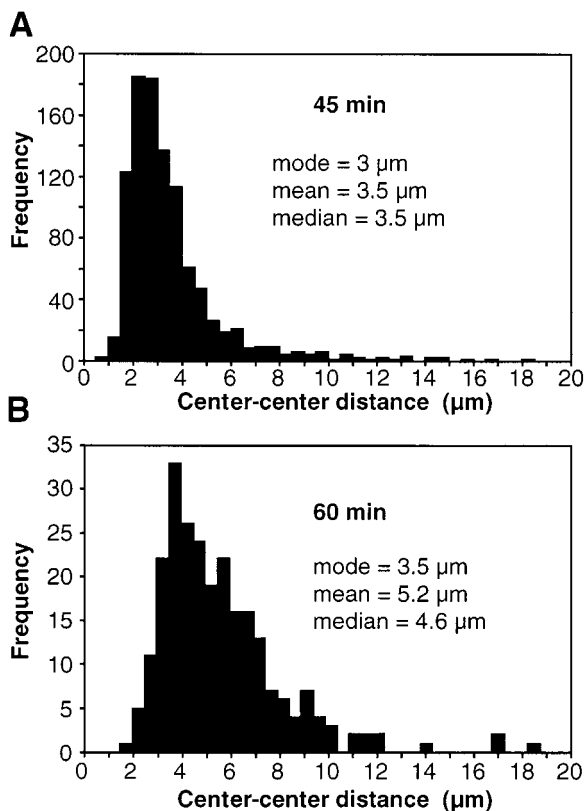 A
200
160
120
80
40
0
Frequency
45 min
mode = 3 µm
mean = 3.5 µm
median = 3.5 µm
0 2 4 6 8 10 12 14 16 18 20
Center-center distance (µm)
B
35
30
25
20
15
10
5
0
Frequency
60 min
mode = 3.5 µm
mean = 5.2 µm
median = 4.6 µm
0 2 4 6 8 10 12 14 16 18 20
Center-center distance (µm)